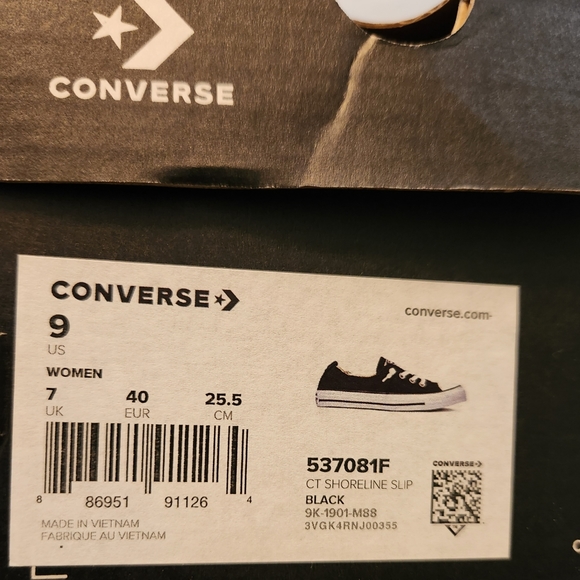 CONVERSE
CONVERSE
converse.com
9
US
WOMEN
7 40 25.5
UK EUR CM
8 86951 91126 4
MADE IN VIETNAM
FABRIQUE AU VIETNAM
537081F
CT SHORELINE SLIP
BLACK
9K-1901-M88
3VGK4RNJ00355
CONVERSE